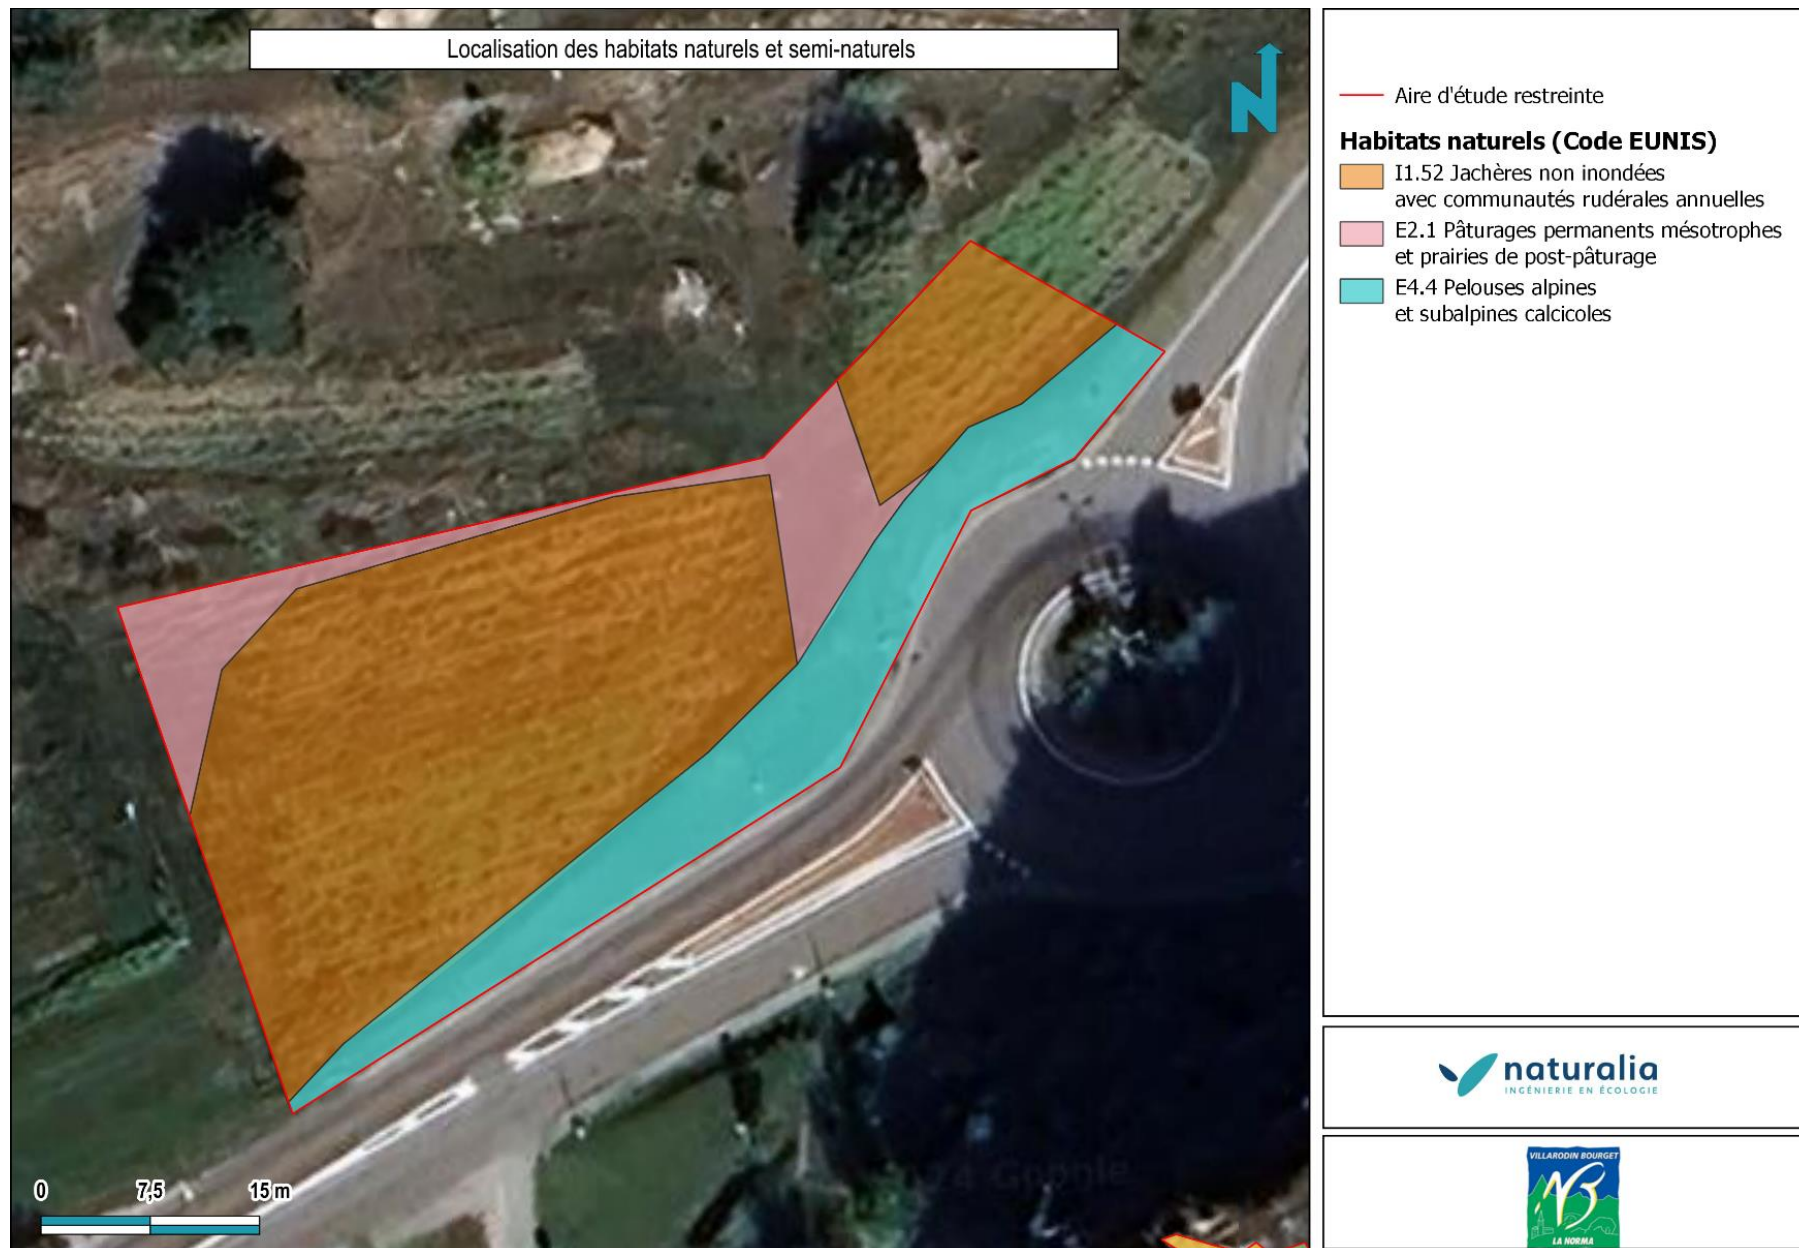 Localisation des habitats naturels et semi-naturels
N
Aire d'étude restreinte
Habitats naturels (Code EUNIS)
I1.52 Jachères non inondées
avec communautés rudérales annuelles
E2.1 Pâturages permanents mésotrophes
et prairies de post-pâturage
E4.4 Pelouses alpines
et subalpines calcicoles
0 7,5 15 m
Google
naturalia
INGÉNIERIE EN ÉCOLOGIE
VILLARODIN BOURGET
LA NORMA